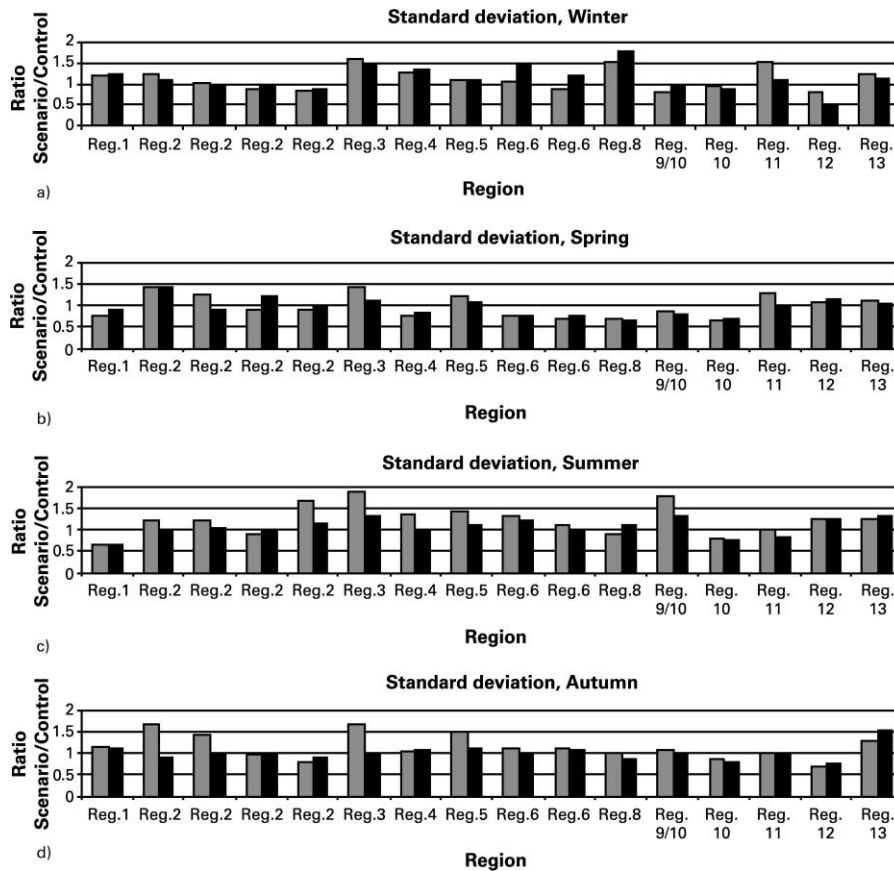 Standard deviation, Winter
Ratio
Scenario/Control
2
1.5
1
0.5
0
Reg.1 Reg.2 Reg.2 Reg.2 Reg.2 Reg.3 Reg.4 Reg.5 Reg.6 Reg.6 Reg.8 Reg. Reg. Reg. Reg. Reg.
9/10 10 11 12 13
Region
a)
Standard deviation, Spring
Ratio
Scenario/Control
2
1.5
1
0.5
0
Reg.1 Reg.2 Reg.2 Reg.2 Reg.2 Reg.3 Reg.4 Reg.5 Reg.6 Reg.6 Reg.8 Reg. Reg. Reg. Reg. Reg.
9/10 10 11 12 13
Region
b)
Standard deviation, Summer
Ratio
Scenario/Control
2
1.5
1
0.5
0
Reg.1 Reg.2 Reg.2 Reg.2 Reg.2 Reg.3 Reg.4 Reg.5 Reg.6 Reg.6 Reg.8 Reg. Reg. Reg. Reg. Reg.
9/10 10 11 12 13
Region
c)
Standard deviation, Autumn
Ratio
Scenario/Control
2
1.5
1
0.5
0
Reg.1 Reg.2 Reg.2 Reg.2 Reg.2 Reg.3 Reg.4 Reg.5 Reg.6 Reg.6 Reg.8 Reg. Reg. Reg. Reg. Reg.
9/10 10 11 12 13
Region
d)